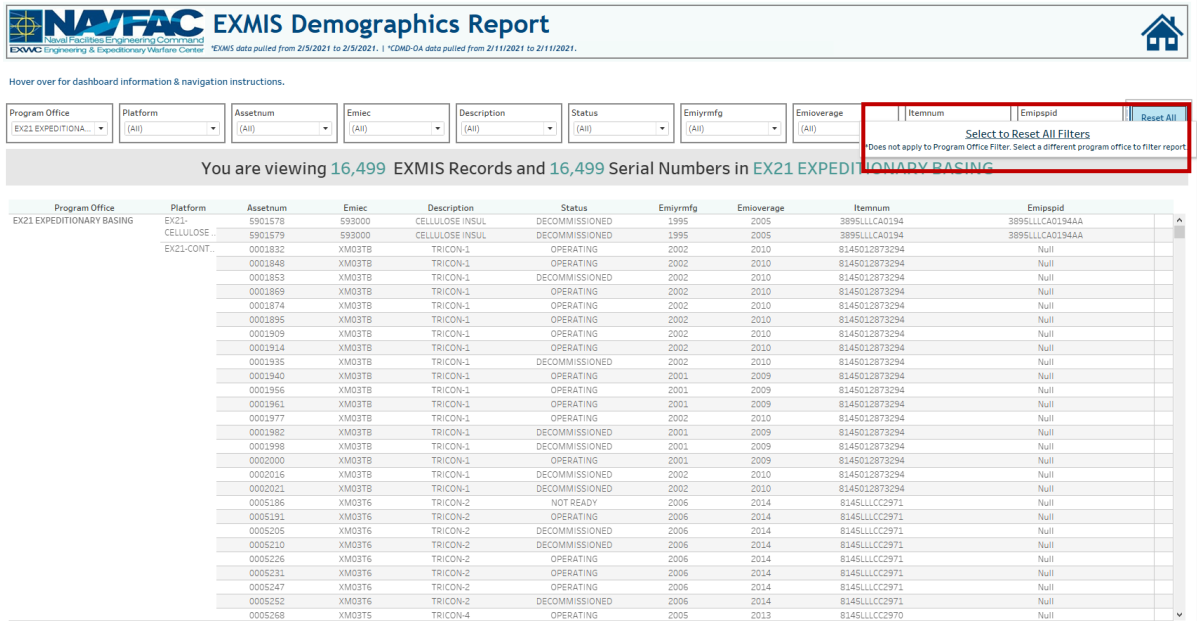 NAVFAC
Naval Facilities Engineering Command
EXWC Engineering & Expeditionary Warfare Center
EXMIS Demographics Report
*EXMIS data pulled from 2/5/2021 to 2/5/2021. | *CDMD-OA data pulled from 2/11/2021 to 2/11/2021.
Hover over for dashboard information & navigation instructions.
Program Office Platform Assetnum Emiec Description Status Emiyrmfg Emioverage Itemnum Emipspid Reset All
EX21 EXPEDITIONA... (All) (All) (All) (All) (All) (All) (All)
Select to Reset All Filters
*Does not apply to Program Office Filter. Select a different program office to filter report.
You are viewing 16,499 EXMIS Records and 16,499 Serial Numbers in EX21 EXPEDITIONARY BASING
Program Office Platform Assetnum Emiec Description Status Emiyrmfg Emioverage Itemnum Emipspid
EX21 EXPEDITIONARY BASING EX21-CELLULOSE .. 5901578 593000 CELLULOSE INSUL DECOMMISSIONED 1995 2005 3895LLLCA0194 3895LLLCA0194AA
5901579 593000 CELLULOSE INSUL DECOMMISSIONED 1995 2005 3895LLLCA0194 3895LLLCA0194AA
EX21-CONT.. 0001832 XM03TB TRICON-1 OPERATING 2002 2010 8145012873294 Null
0001848 XM03TB TRICON-1 OPERATING 2002 2010 8145012873294 Null
0001853 XM03TB TRICON-1 DECOMMISSIONED 2002 2010 8145012873294 Null
0001869 XM03TB TRICON-1 OPERATING 2002 2010 8145012873294 Null
0001874 XM03TB TRICON-1 OPERATING 2002 2010 8145012873294 Null
0001895 XM03TB TRICON-1 OPERATING 2002 2010 8145012873294 Null
0001909 XM03TB TRICON-1 OPERATING 2002 2010 8145012873294 Null
0001914 XM03TB TRICON-1 OPERATING 2002 2010 8145012873294 Null
0001935 XM03TB TRICON-1 DECOMMISSIONED 2002 2010 8145012873294 Null
0001940 XM03TB TRICON-1 OPERATING 2001 2009 8145012873294 Null
0001956 XM03TB TRICON-1 OPERATING 2001 2009 8145012873294 Null
0001961 XM03TB TRICON-1 OPERATING 2001 2009 8145012873294 Null
0001977 XM03TB TRICON-1 OPERATING 2002 2010 8145012873294 Null
0001982 XM03TB TRICON-1 DECOMMISSIONED 2001 2009 8145012873294 Null
0001998 XM03TB TRICON-1 DECOMMISSIONED 2001 2009 8145012873294 Null
0002000 XM03TB TRICON-1 OPERATING 2001 2009 8145012873294 Null
0002016 XM03TB TRICON-1 DECOMMISSIONED 2002 2010 8145012873294 Null
0002021 XM03TB TRICON-1 DECOMMISSIONED 2002 2010 8145012873294 Null
0005186 XM03T6 TRICON-2 NOT READY 2006 2014 8145LLLCC2971 Null
0005191 XM03T6 TRICON-2 OPERATING 2006 2014 8145LLLCC2971 Null
0005205 XM03T6 TRICON-2 DECOMMISSIONED 2006 2014 8145LLLCC2971 Null
0005210 XM03T6 TRICON-2 DECOMMISSIONED 2006 2014 8145LLLCC2971 Null
0005226 XM03T6 TRICON-2 OPERATING 2006 2014 8145LLLCC2971 Null
0005231 XM03T6 TRICON-2 OPERATING 2006 2014 8145LLLCC2971 Null
0005247 XM03T6 TRICON-2 OPERATING 2006 2014 8145LLLCC2971 Null
0005252 XM03T6 TRICON-2 DECOMMISSIONED 2006 2014 8145LLLCC2971 Null
0005268 XM03T5 TRICON-4 OPERATING 2005 2013 8145LLLCC2970 Null